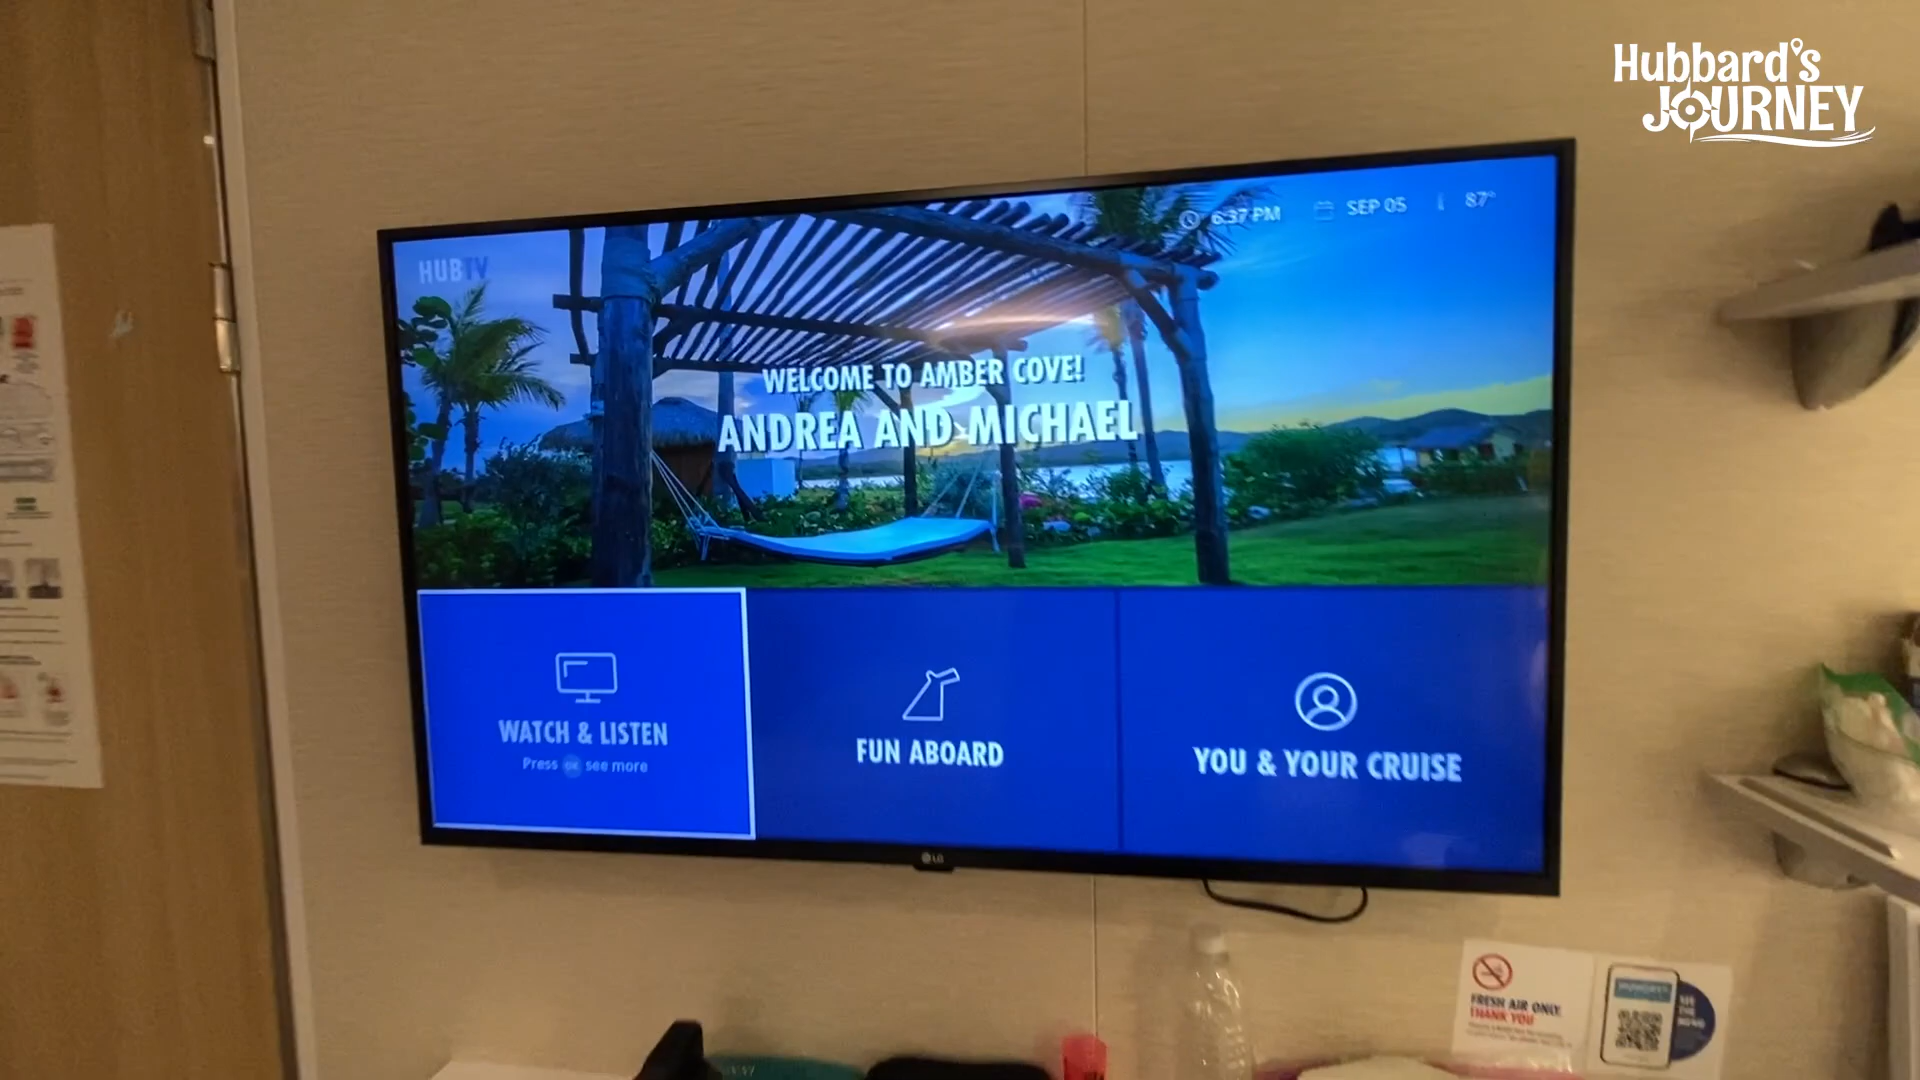 Hubbard's
JOURNEY
6:37 PM SEP 05 87°
HUBTV
WELCOME TO AMBER COVE!
ANDREA AND MICHAEL
WATCH & LISTEN
Press OK see more
FUN ABOARD
YOU & YOUR CRUISE
LG
FRESH AIR ONLY.
THANK YOU
HUNGRY?